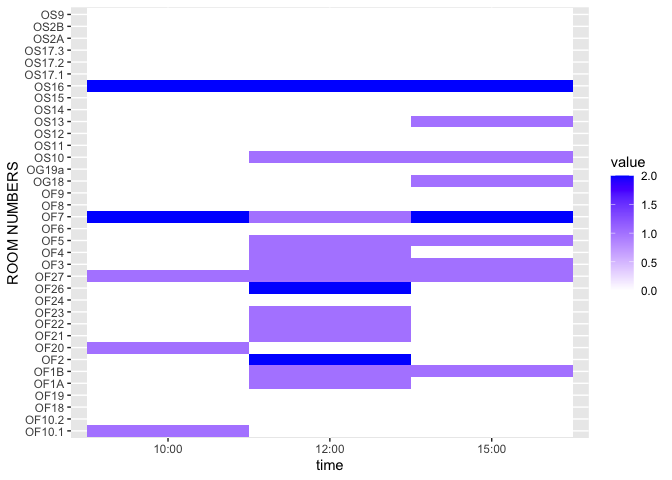 OS9
OS2B
OS2A
OS17.3
OS17.2
OS17.1
OS16
OS15
OS14
OS13
OS12
OS11
OS10
OG19a
OG18
OF9
OF8
OF7
OF6
OF5
OF4
OF3
OF27
OF26
OF24
OF23
OF22
OF21
OF20
OF2
OF1B
OF1A
OF19
OF18
OF10.2
OF10.1
ROOM NUMBERS
10:00 12:00 15:00
time
value
2.0
1.5
1.0
0.5
0.0